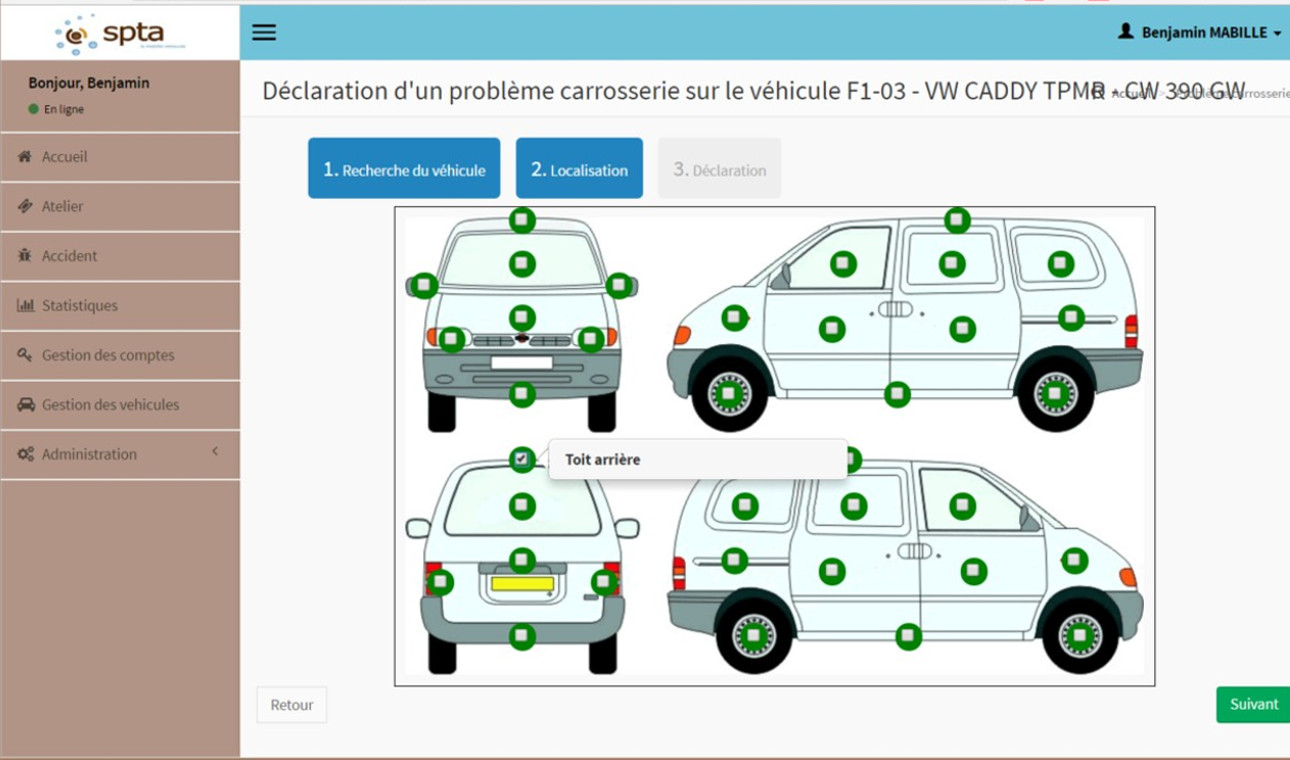 spta
Benjamin MABILLE
Bonjour, Benjamin
En ligne
Déclaration d'un problème carrosserie sur le véhicule F1-03 - VW CADDY TPMR - CW 390 GW
Accueil
1. Recherche du véhicule
2. Localisation
3. Déclaration
Accueil
Atelier
Accident
Statistiques
Gestion des comptes
Gestion des vehicules
Administration
Toit arrière
Retour
Suivant